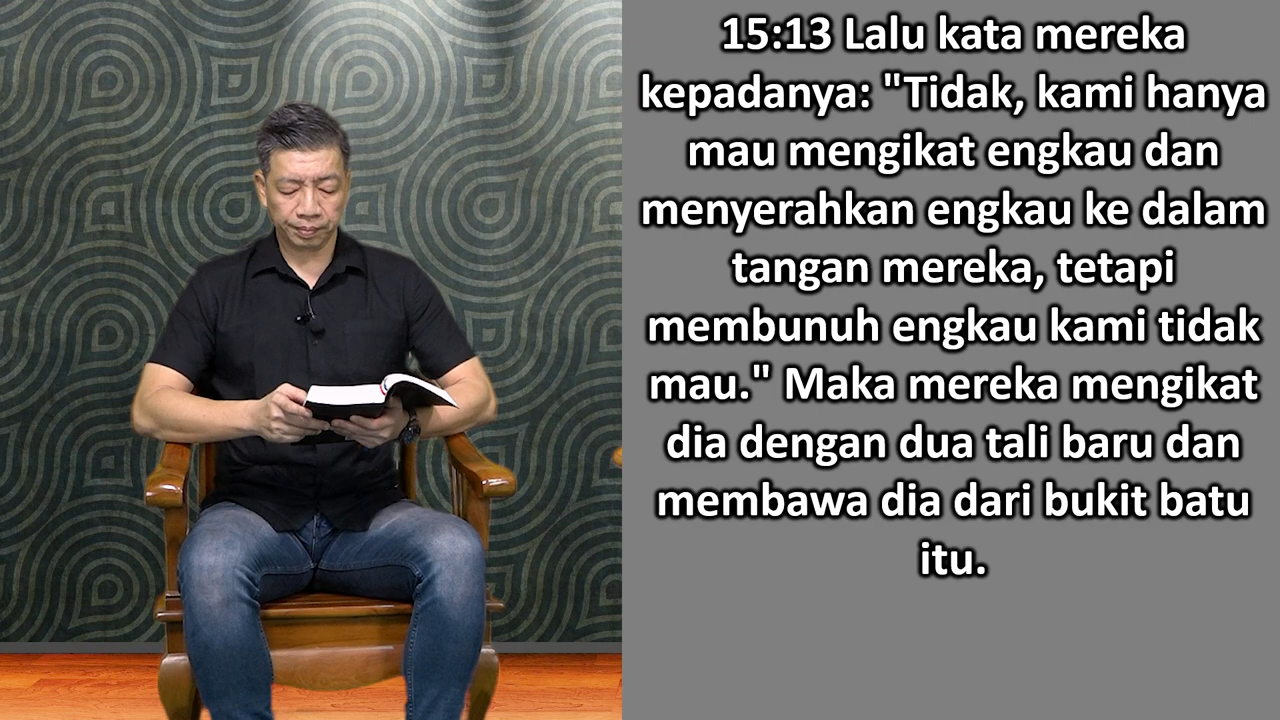 15:13 Lalu kata mereka
kepadanya: "Tidak, kami hanya
mau mengikat engkau dan
menyerahkan engkau ke dalam
tangan mereka, tetapi
membunuh engkau kami tidak
mau." Maka mereka mengikat
dia dengan dua tali baru dan
membawa dia dari bukit batu
itu.